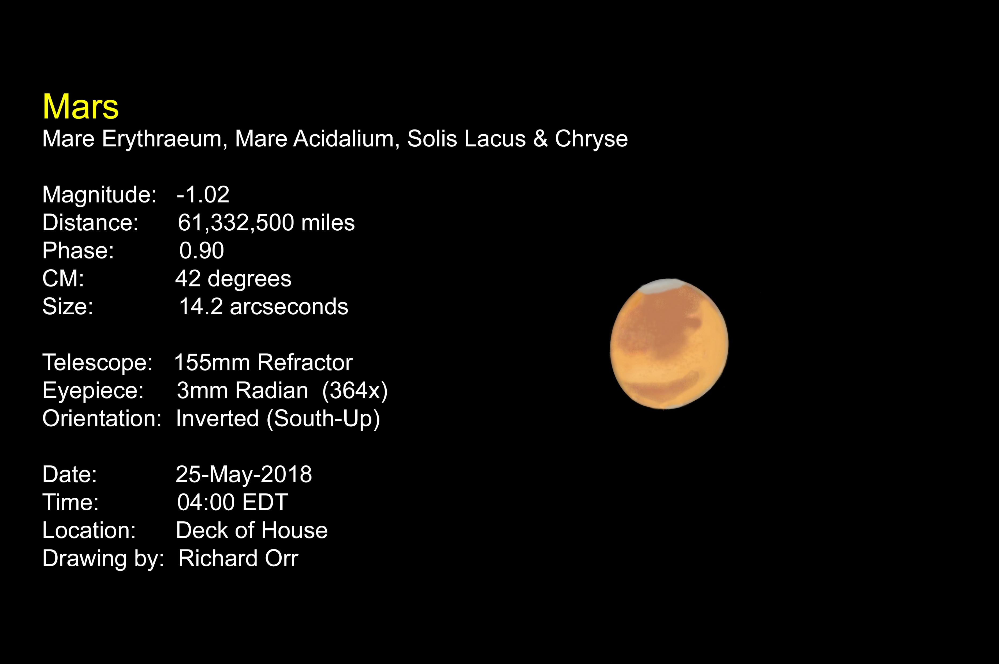 Mars
Mare Erythraeum, Mare Acidalium, Solis Lacus & Chryse
Magnitude: -1.02
Distance: 61,332,500 miles
Phase: 0.90
CM: 42 degrees
Size: 14.2 arcseconds
Telescope: 155mm Refractor
Eyepiece: 3mm Radian (364x)
Orientation: Inverted (South-Up)
Date: 25-May-2018
Time: 04:00 EDT
Location: Deck of House
Drawing by: Richard Orr